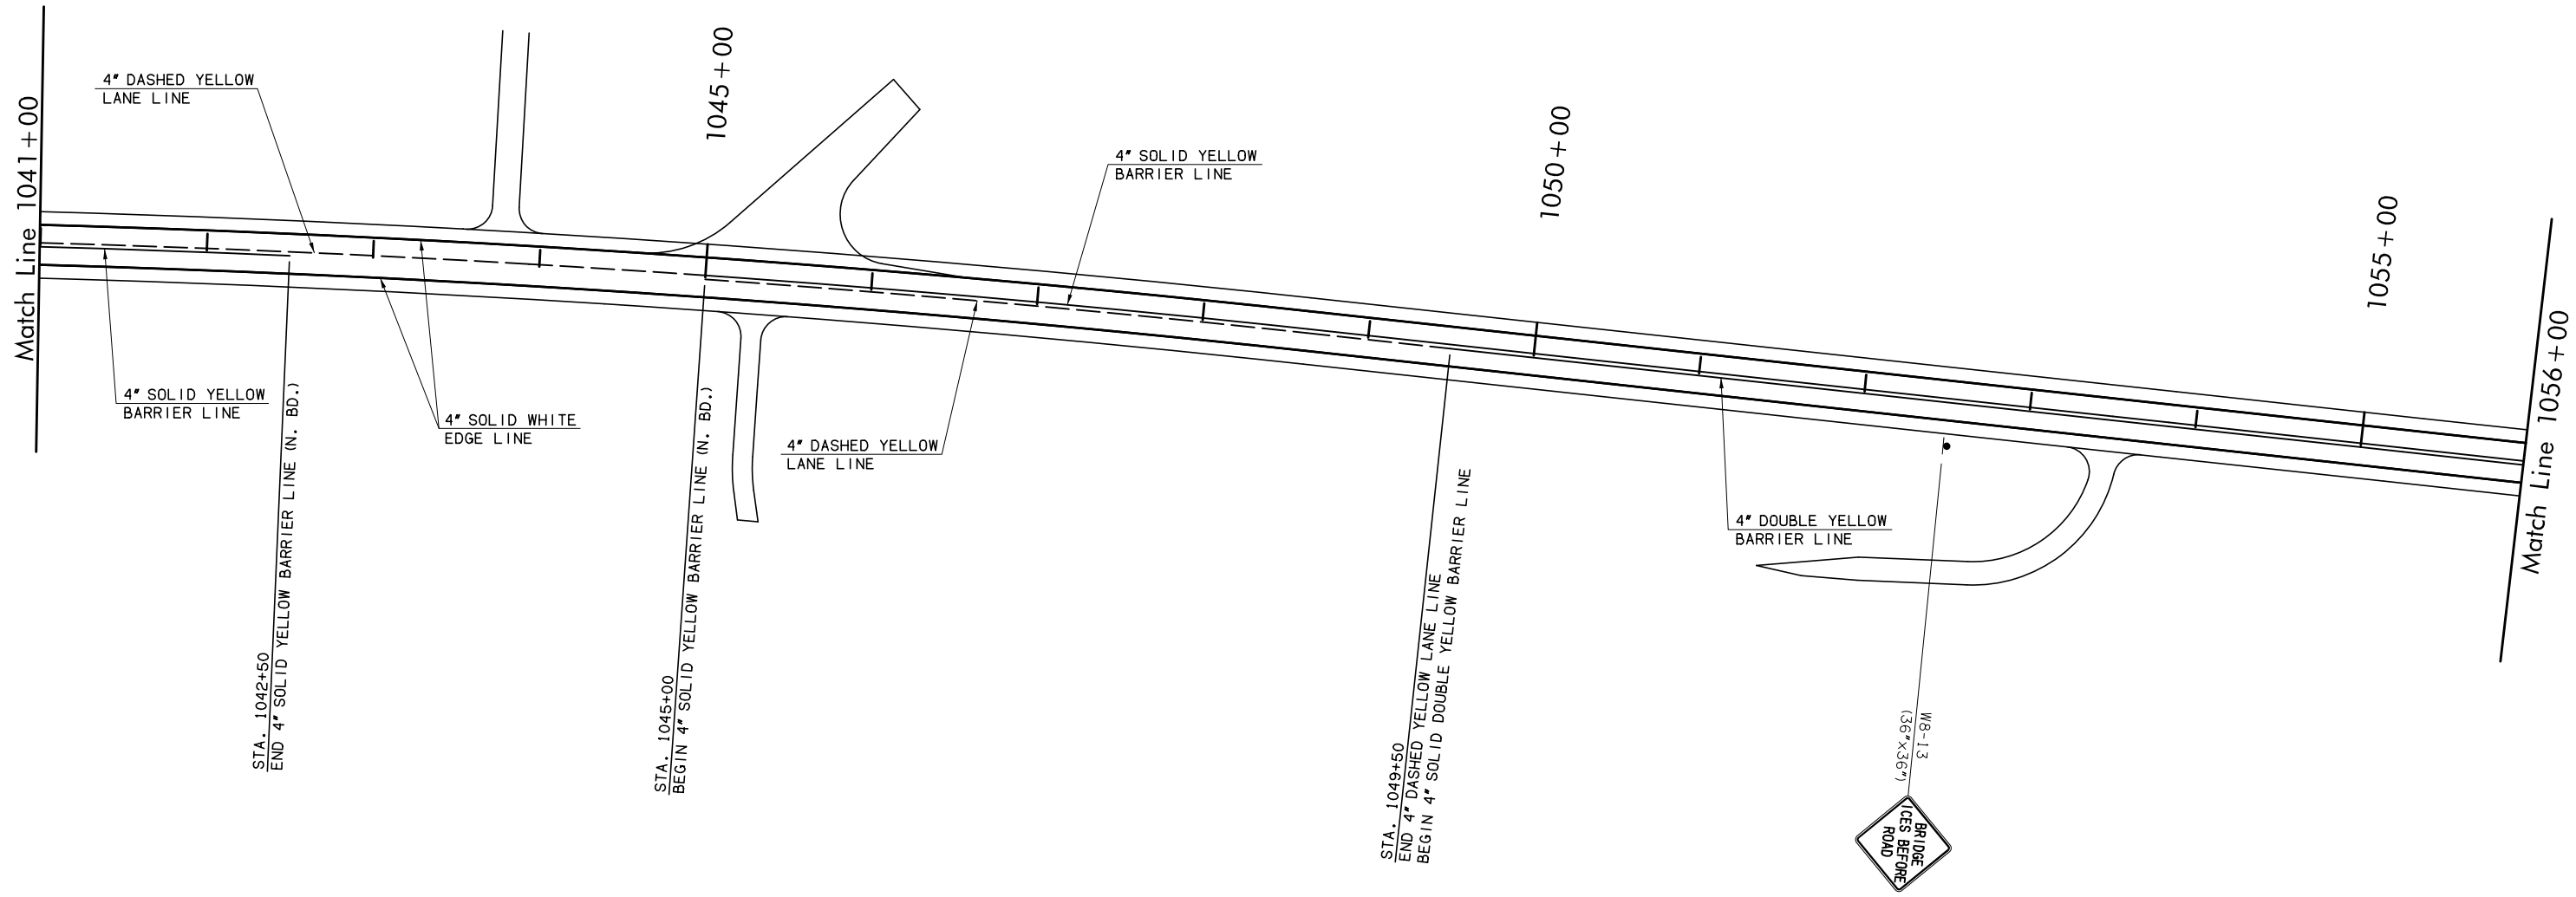 Match Line 1041+00
4" DASHED YELLOW
LANE LINE
4" SOLID YELLOW
BARRIER LINE
STA. 1042+50
END 4" SOLID YELLOW BARRIER LINE (N. BD.)
4" SOLID WHITE
EDGE LINE
1045+00
STA. 1045+00
BEGIN 4" SOLID YELLOW BARRIER LINE (N. BD.)
4" DASHED YELLOW
LANE LINE
4" SOLID YELLOW
BARRIER LINE
STA. 1049+50
END 4" DASHED YELLOW LANE LINE
BEGIN 4" SOLID DOUBLE YELLOW BARRIER LINE
1050+00
4" DOUBLE YELLOW
BARRIER LINE
W8-13
(36"x36")
BRIDGE
ICES BEFORE
ROAD
1055+00
Match Line 1056+00